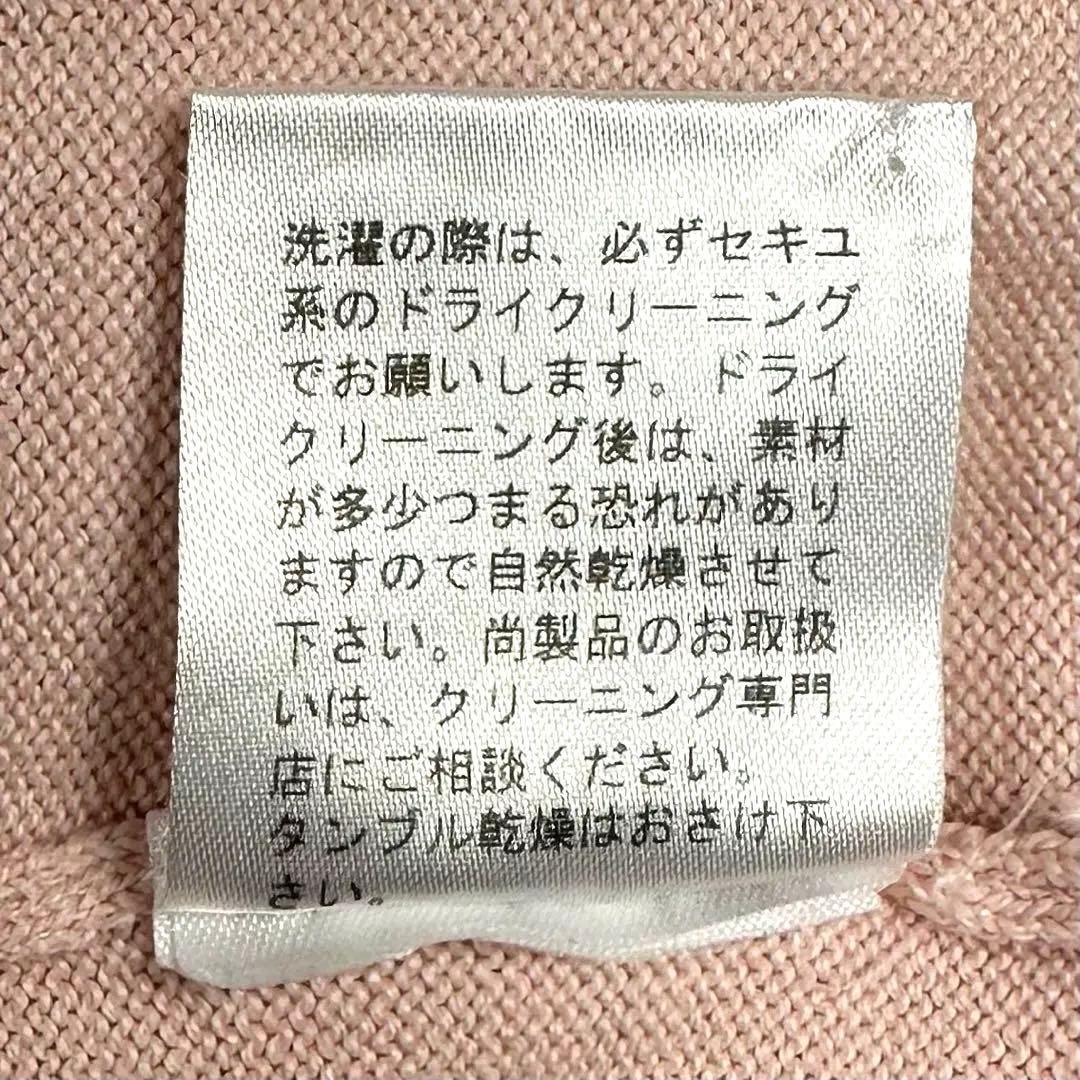 洗濯の際は、必ずセキユ
系のドライクリーニング
でお願いします。ドライ
クリーニング後は、素材
が多少つまる恐れがあり
ますので自然乾燥させて
下さい。尚製品のお取扱
いは、クリーニング専門
店にご相談ください。
タンブル乾燥はおさけ下
さい。